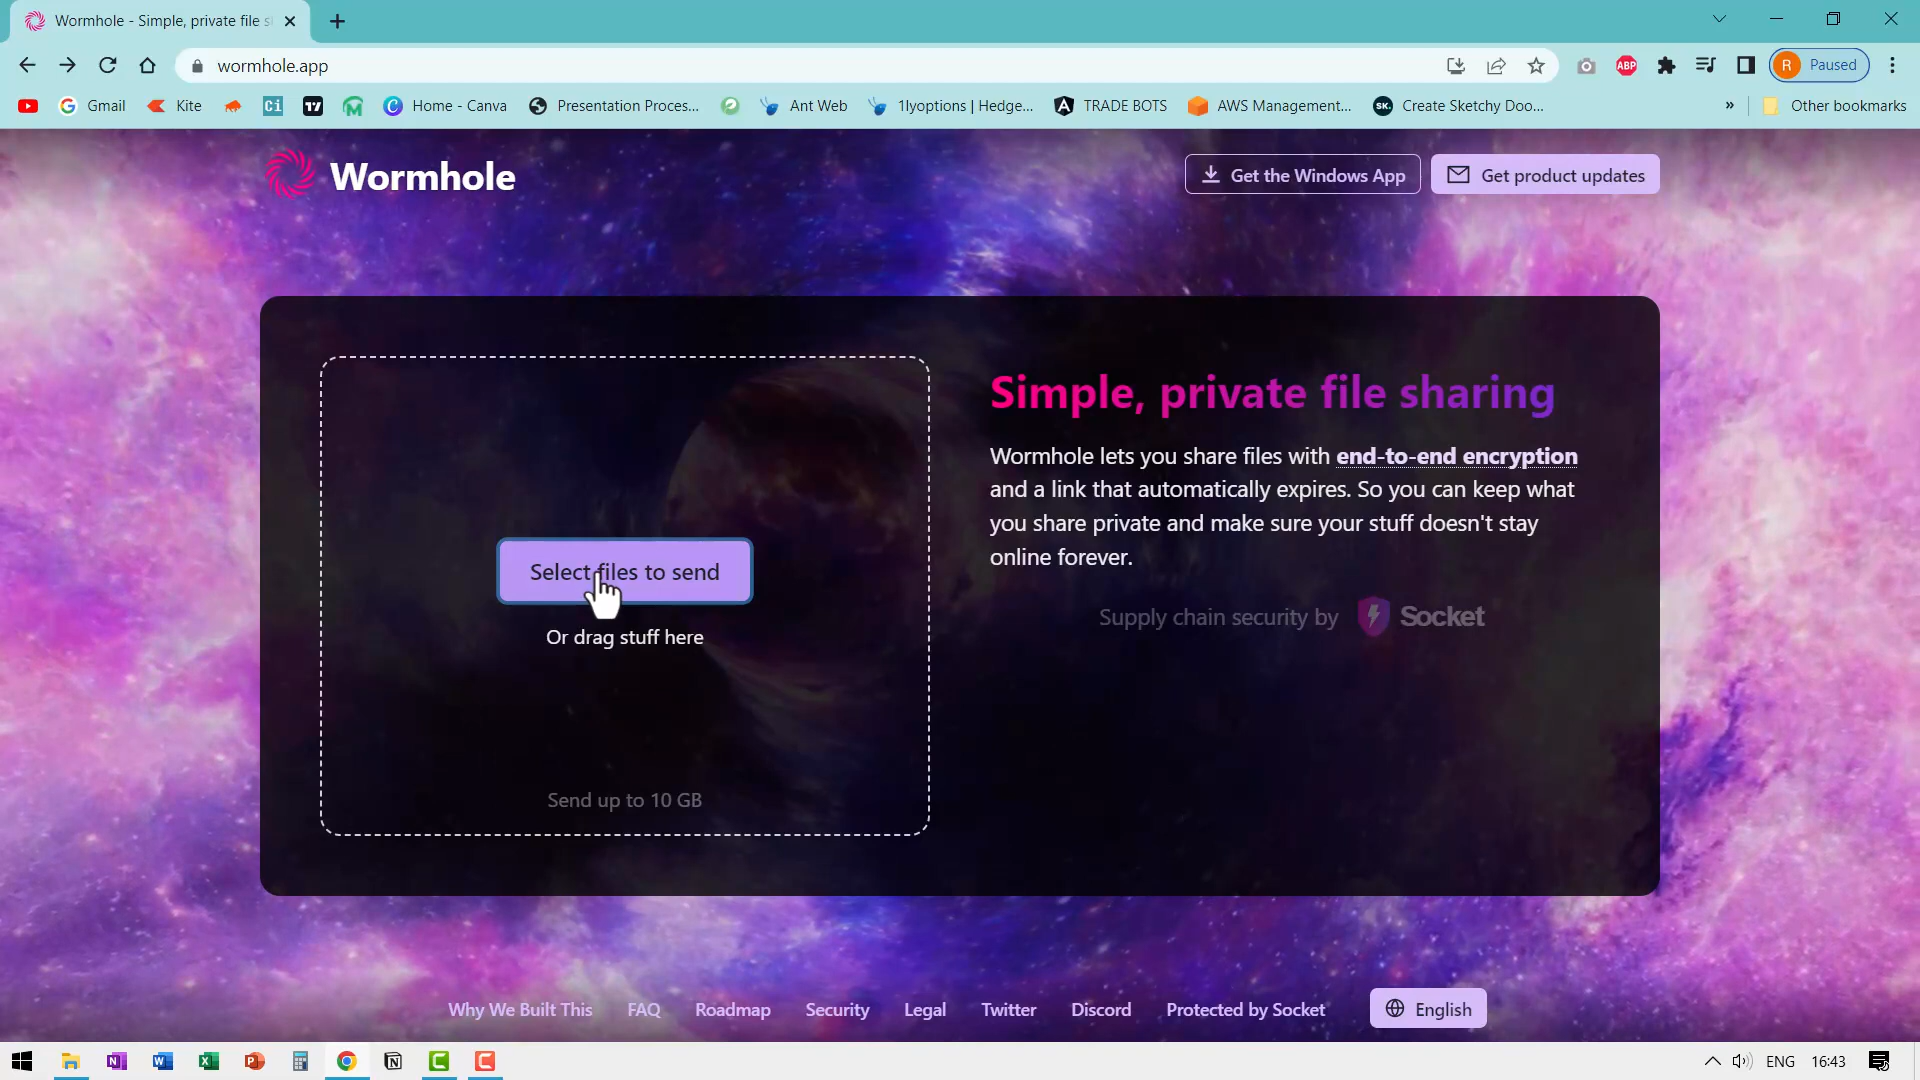 Wormhole - Simple, private file s
wormhole.app
R Paused
ABP
Gmail
Kite
Ci
Home - Canva
Presentation Proces...
Ant Web
1lyoptions | Hedge...
TRADE BOTS
AWS Management...
SK.
Create Sketchy Doo...
»
Other bookmarks
Wormhole
Get the Windows App
Get product updates
Select files to send
Or drag stuff here
Send up to 10 GB
Simple, private file sharing
Wormhole lets you share files with end-to-end encryption
and a link that automatically expires. So you can keep what
you share private and make sure your stuff doesn't stay
online forever.
Supply chain security by Socket
Why We Built This
FAQ
Roadmap
Security
Legal
Twitter
Discord
Protected by Socket
English
ENG
16:43